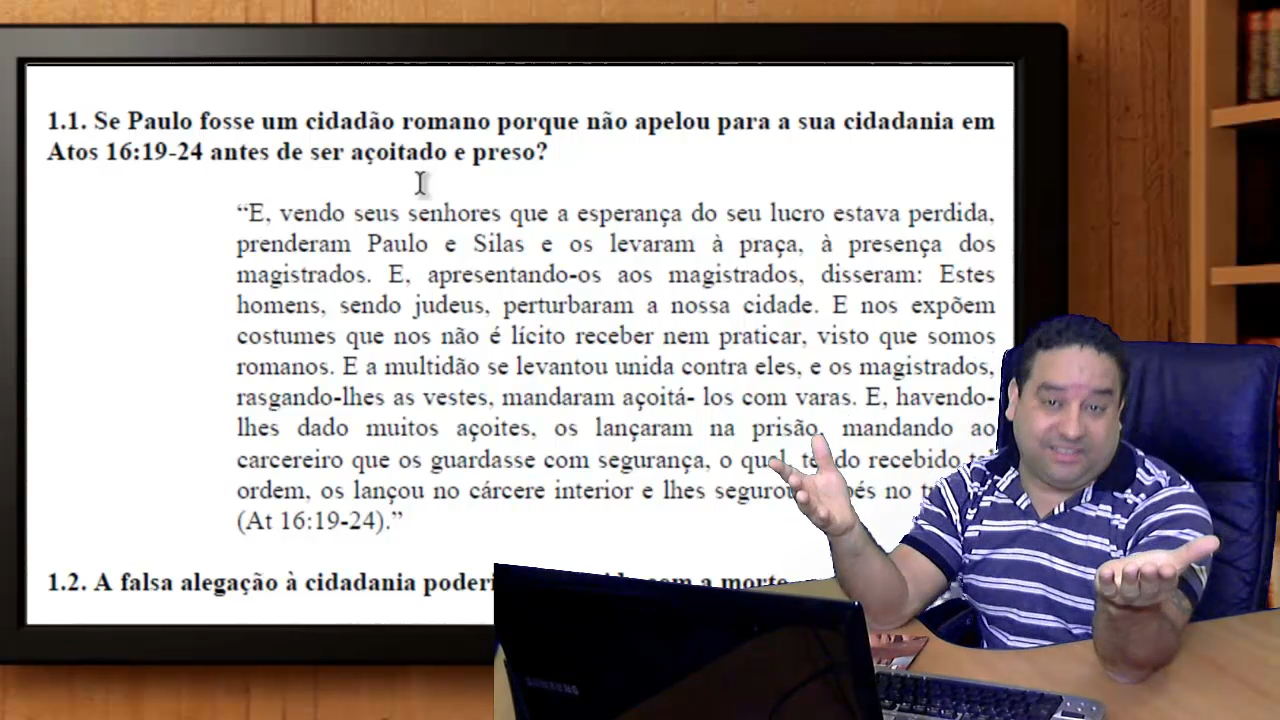 1.1. Se Paulo fosse um cidadão romano porque não apelou para a sua cidadania em
Atos 16:19-24 antes de ser açoitado e preso?
“E, vendo seus senhores que a esperança do seu lucro estava perdida,
prenderam Paulo e Silas e os levaram à praça, à presença dos
magistrados. E, apresentando-os aos magistrados, disseram: Estes
homens, sendo judeus, perturbaram a nossa cidade. E nos expõem
costumes que nos não é lícito receber nem praticar, visto que somos
romanos. E a multidão se levantou unida contra eles, e os magistrados,
rasgando-lhes as vestes, mandaram açoitá- los com varas. E, havendo-
lhes dado muitos açoites, os lançaram na prisão, mandando ao
carcereiro que os guardasse com segurança, o qual, recebido
ordem, os lançou no cárcere interior e lhes no
(At 16:19-24).”
1.2. A falsa alegação à cidadania com a morte
SAMSUNG